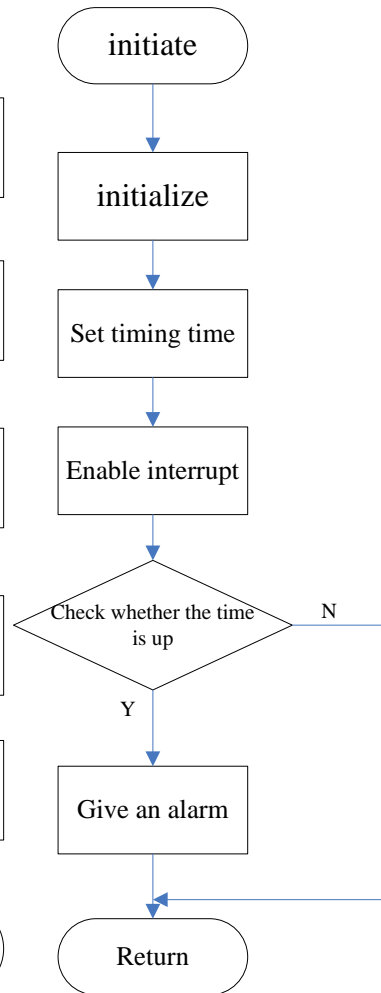 initiate
initialize
Set timing time
Enable interrupt
Check whether the time
is up
N
Y
Give an alarm
Return